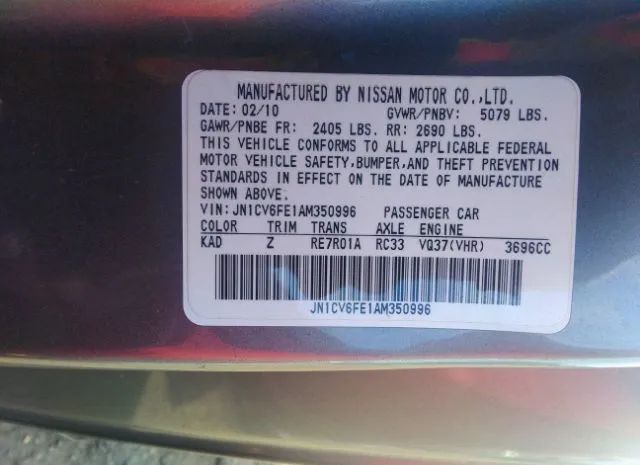 MANUFACTURED BY NISSAN MOTOR CO.,LTD.
DATE: 02/10 GVWR/PNBV: 5079 LBS.
GAWR/PNBE FR: 2405 LBS. RR: 2690 LBS.
THIS VEHICLE CONFORMS TO ALL APPLICABLE FEDERAL
MOTOR VEHICLE SAFETY,BUMPER,AND THEFT PREVENTION
STANDARDS IN EFFECT ON THE DATE OF MANUFACTURE
SHOWN ABOVE.
VIN: JN1CV6FE1AM350996 PASSENGER CAR
COLOR TRIM TRANS AXLE ENGINE
KAD Z RE7R01A RC33 VQ37(VHR) 3696CC
JN1CV6FE1AM350996